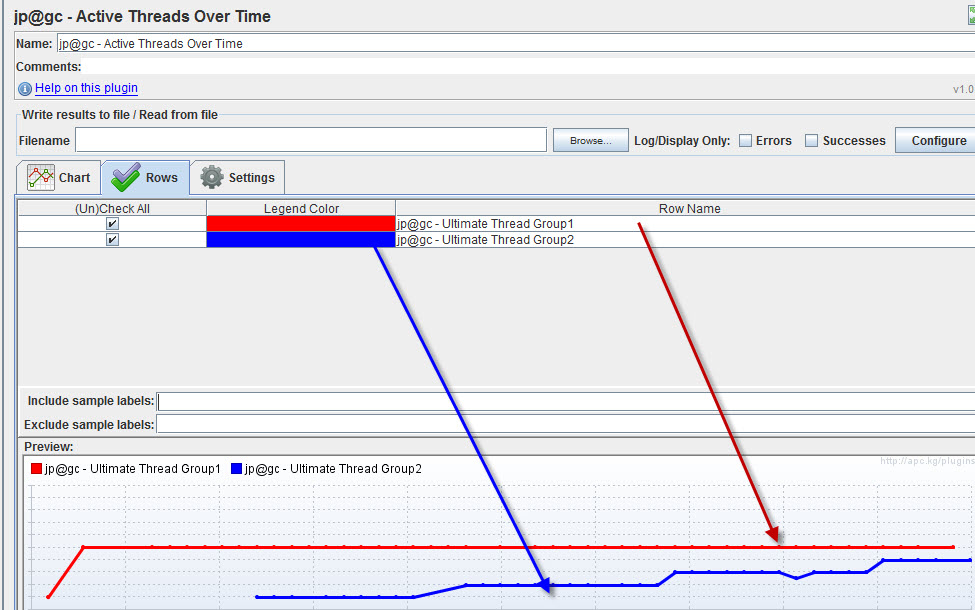 jp@gc - Active Threads Over Time
Name: jp@gc - Active Threads Over Time
Comments:
Help on this plugin
v1.0
Write results to file / Read from file
Filename Browse... Log/Display Only: Errors Successes Configure
Chart Rows Settings
(Un)Check All Legend Color Row Name
jp@gc - Ultimate Thread Group1
jp@gc - Ultimate Thread Group2
Include sample labels:
Exclude sample labels:
Preview:
http://apc.kg/plugins
jp@gc - Ultimate Thread Group1 jp@gc - Ultimate Thread Group2